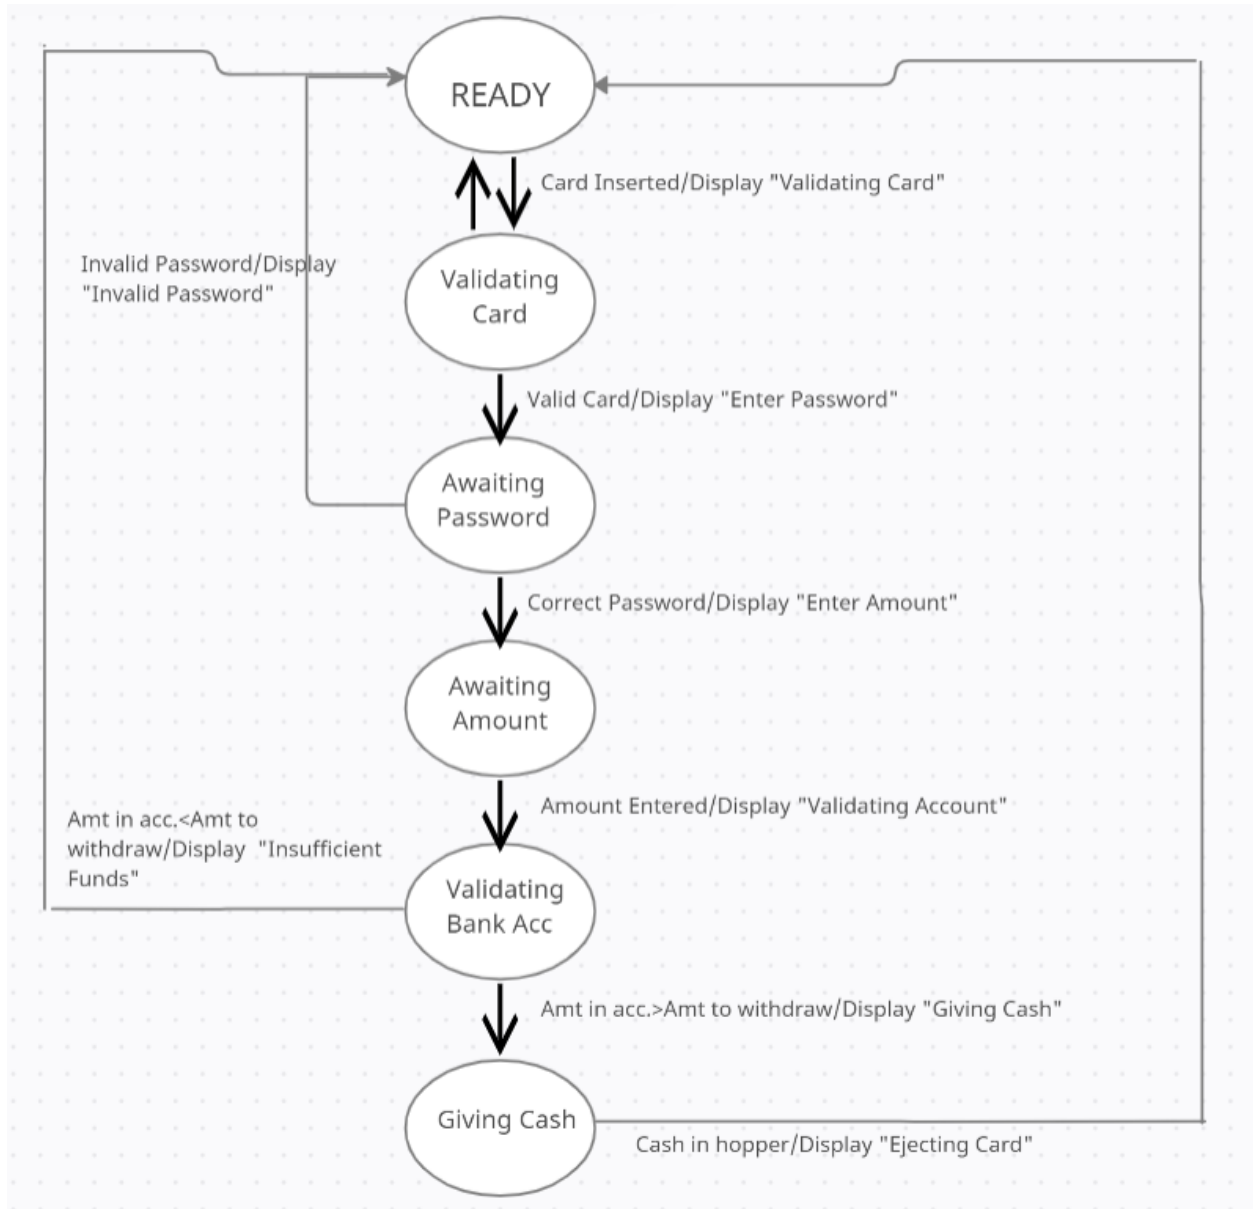 READY
Card Inserted/Display "Validating Card"
Invalid Password/Display
"Invalid Password"
Validating
Card
Valid Card/Display "Enter Password"
Awaiting
Password
Correct Password/Display "Enter Amount"
Awaiting
Amount
Amount Entered/Display "Validating Account"
Amt in acc.<Amt to
withdraw/Display "Insufficient
Funds"
Validating
Bank Acc
Amt in acc.>Amt to withdraw/Display "Giving Cash"
Giving Cash
Cash in hopper/Display "Ejecting Card"